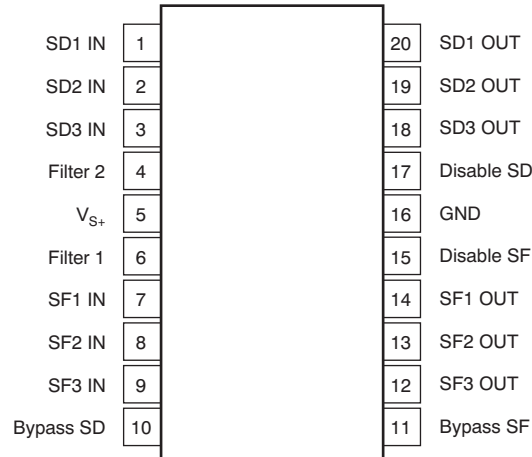 SD1 IN 1 20 SD1 OUT
SD2 IN 2 19 SD2 OUT
SD3 IN 3 18 SD3 OUT
Filter 2 4 17 Disable SD
VS+ 5 16 GND
Filter 1 6 15 Disable SF
SF1 IN 7 14 SF1 OUT
SF2 IN 8 13 SF2 OUT
SF3 IN 9 12 SF3 OUT
Bypass SD 10 11 Bypass SF